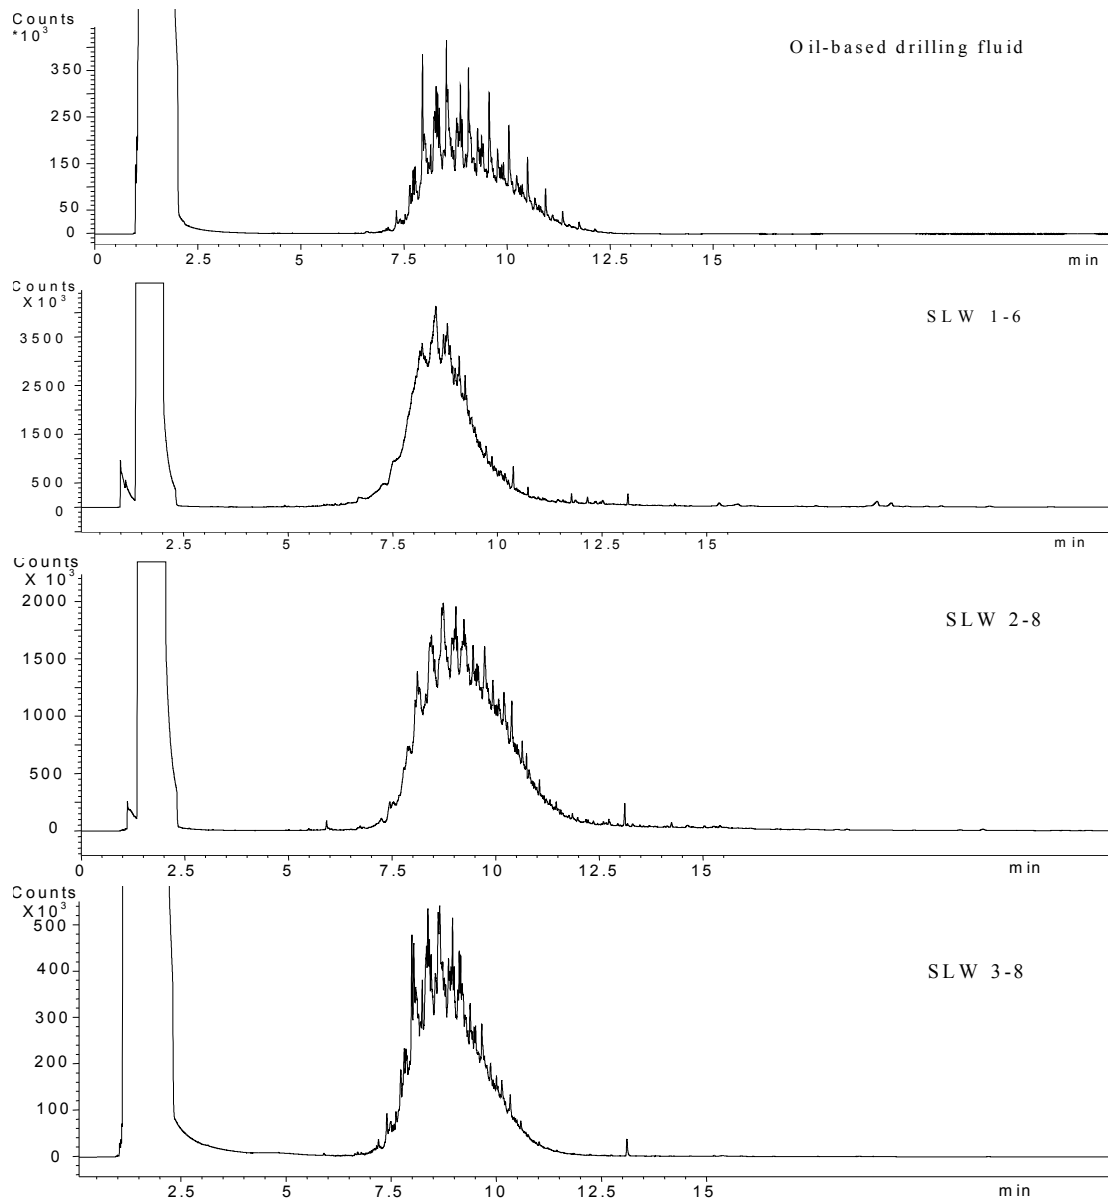 Counts
*10³
Oil-based drilling fluid
350
250
150
50
0
0 2.5 5 7.5 10 12.5 15 min
Counts
X10³
SLW 1-6
3500
2500
1500
500
0
2.5 5 7.5 10 12.5 15 min
Counts
X 10³
SLW 2-8
2000
1500
1000
500
0
0 2.5 5 7.5 10 12.5 15 min
Counts
X10³
SLW 3-8
500
400
300
200
100
0
2.5 5 7.5 10 12.5 15 min